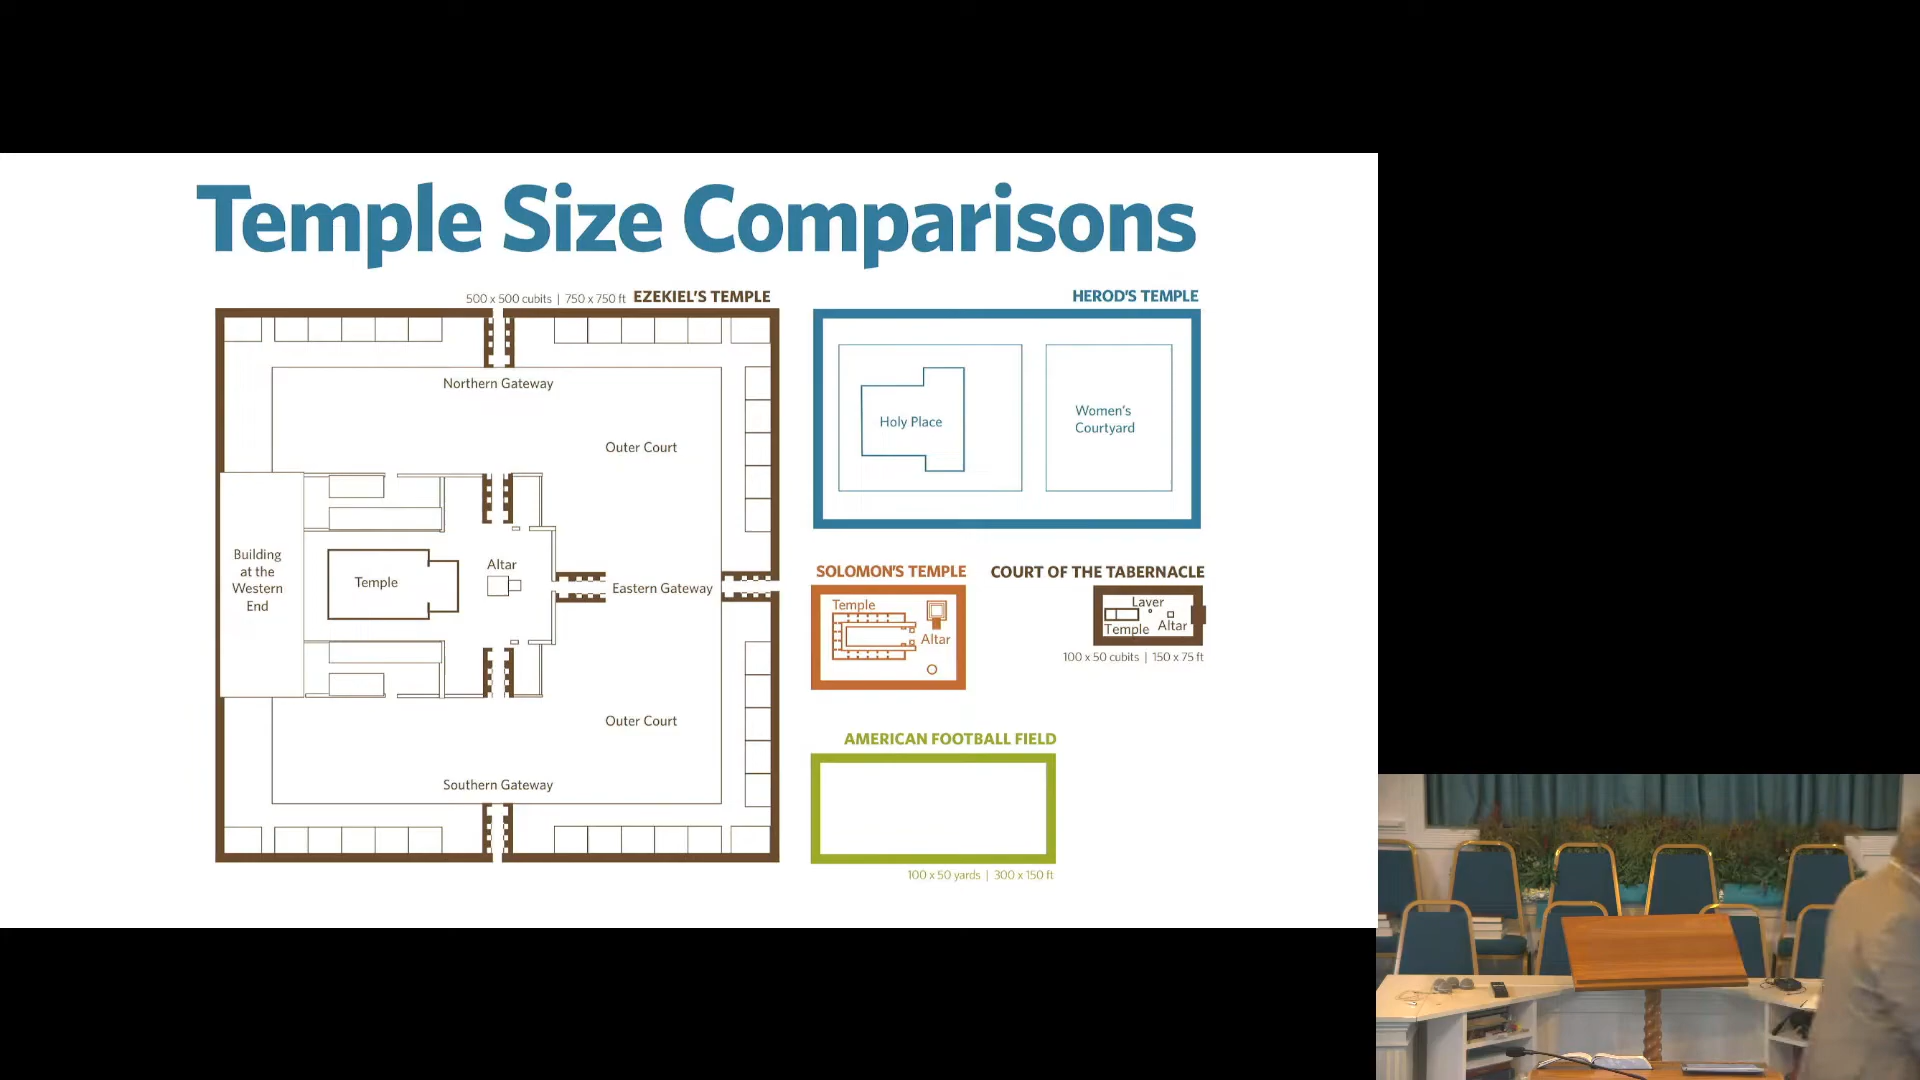 Temple Size Comparisons
500 x 500 cubits | 750 x 750 ft EZEKIEL'S TEMPLE
Northern Gateway
Outer Court
Building
at the
Western
End
Temple
Altar
Eastern Gateway
Outer Court
Southern Gateway
HEROD'S TEMPLE
Holy Place
Women's
Courtyard
SOLOMON'S TEMPLE
Temple
Altar
COURT OF THE TABERNACLE
Laver
Temple
Altar
100 x 50 cubits | 150 x 75 ft
AMERICAN FOOTBALL FIELD
100 x 50 yards | 300 x 150 ft